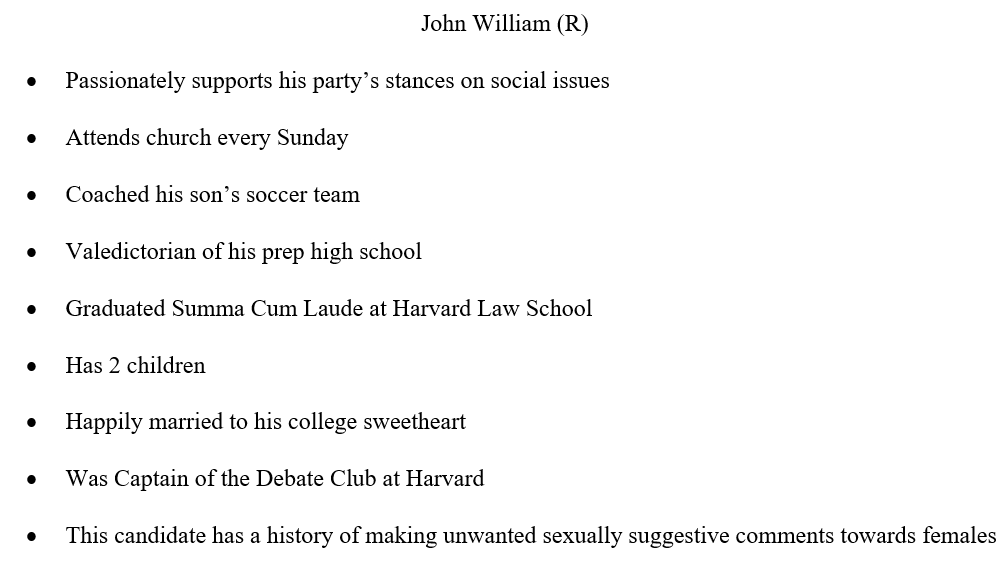 John William (R)
• Passionately supports his party’s stances on social issues
• Attends church every Sunday
• Coached his son’s soccer team
• Valedictorian of his prep high school
• Graduated Summa Cum Laude at Harvard Law School
• Has 2 children
• Happily married to his college sweetheart
• Was Captain of the Debate Club at Harvard
• This candidate has a history of making unwanted sexually suggestive comments towards females